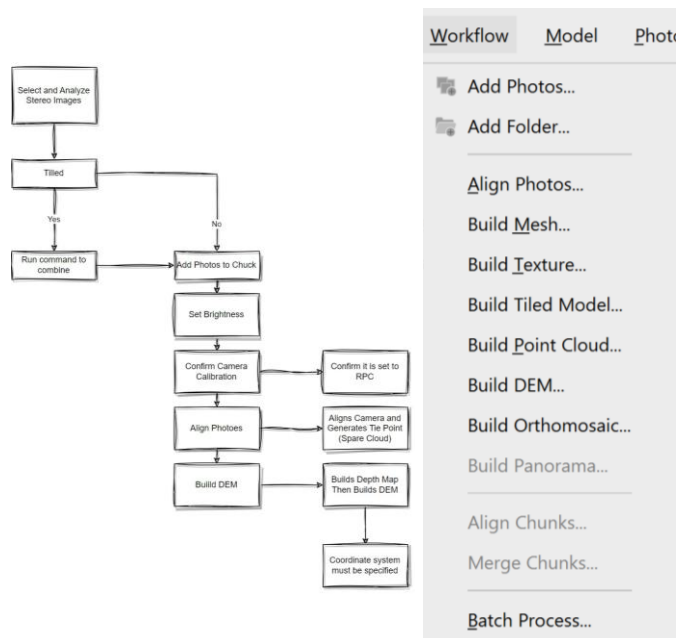 Select and Analyze
Stereo Images
Tilled
Yes
No
Run command to
combine
Add Photos to Chuck
Set Brightness
Confirm Camera
Calibration
Confirm it is set to
RPC
Align Photoes
Aligns Camera and
Generates Tie Point
(Spare Cloud)
Builld DEM
Builds Depth Map
Then Builds DEM
Coordinate system
must be specified
Workflow Model Photo
Add Photos...
Add Folder...
Align Photos...
Build Mesh...
Build Texture...
Build Tiled Model...
Build Point Cloud...
Build DEM...
Build Orthomosaic...
Build Panorama...
Align Chunks...
Merge Chunks...
Batch Process...